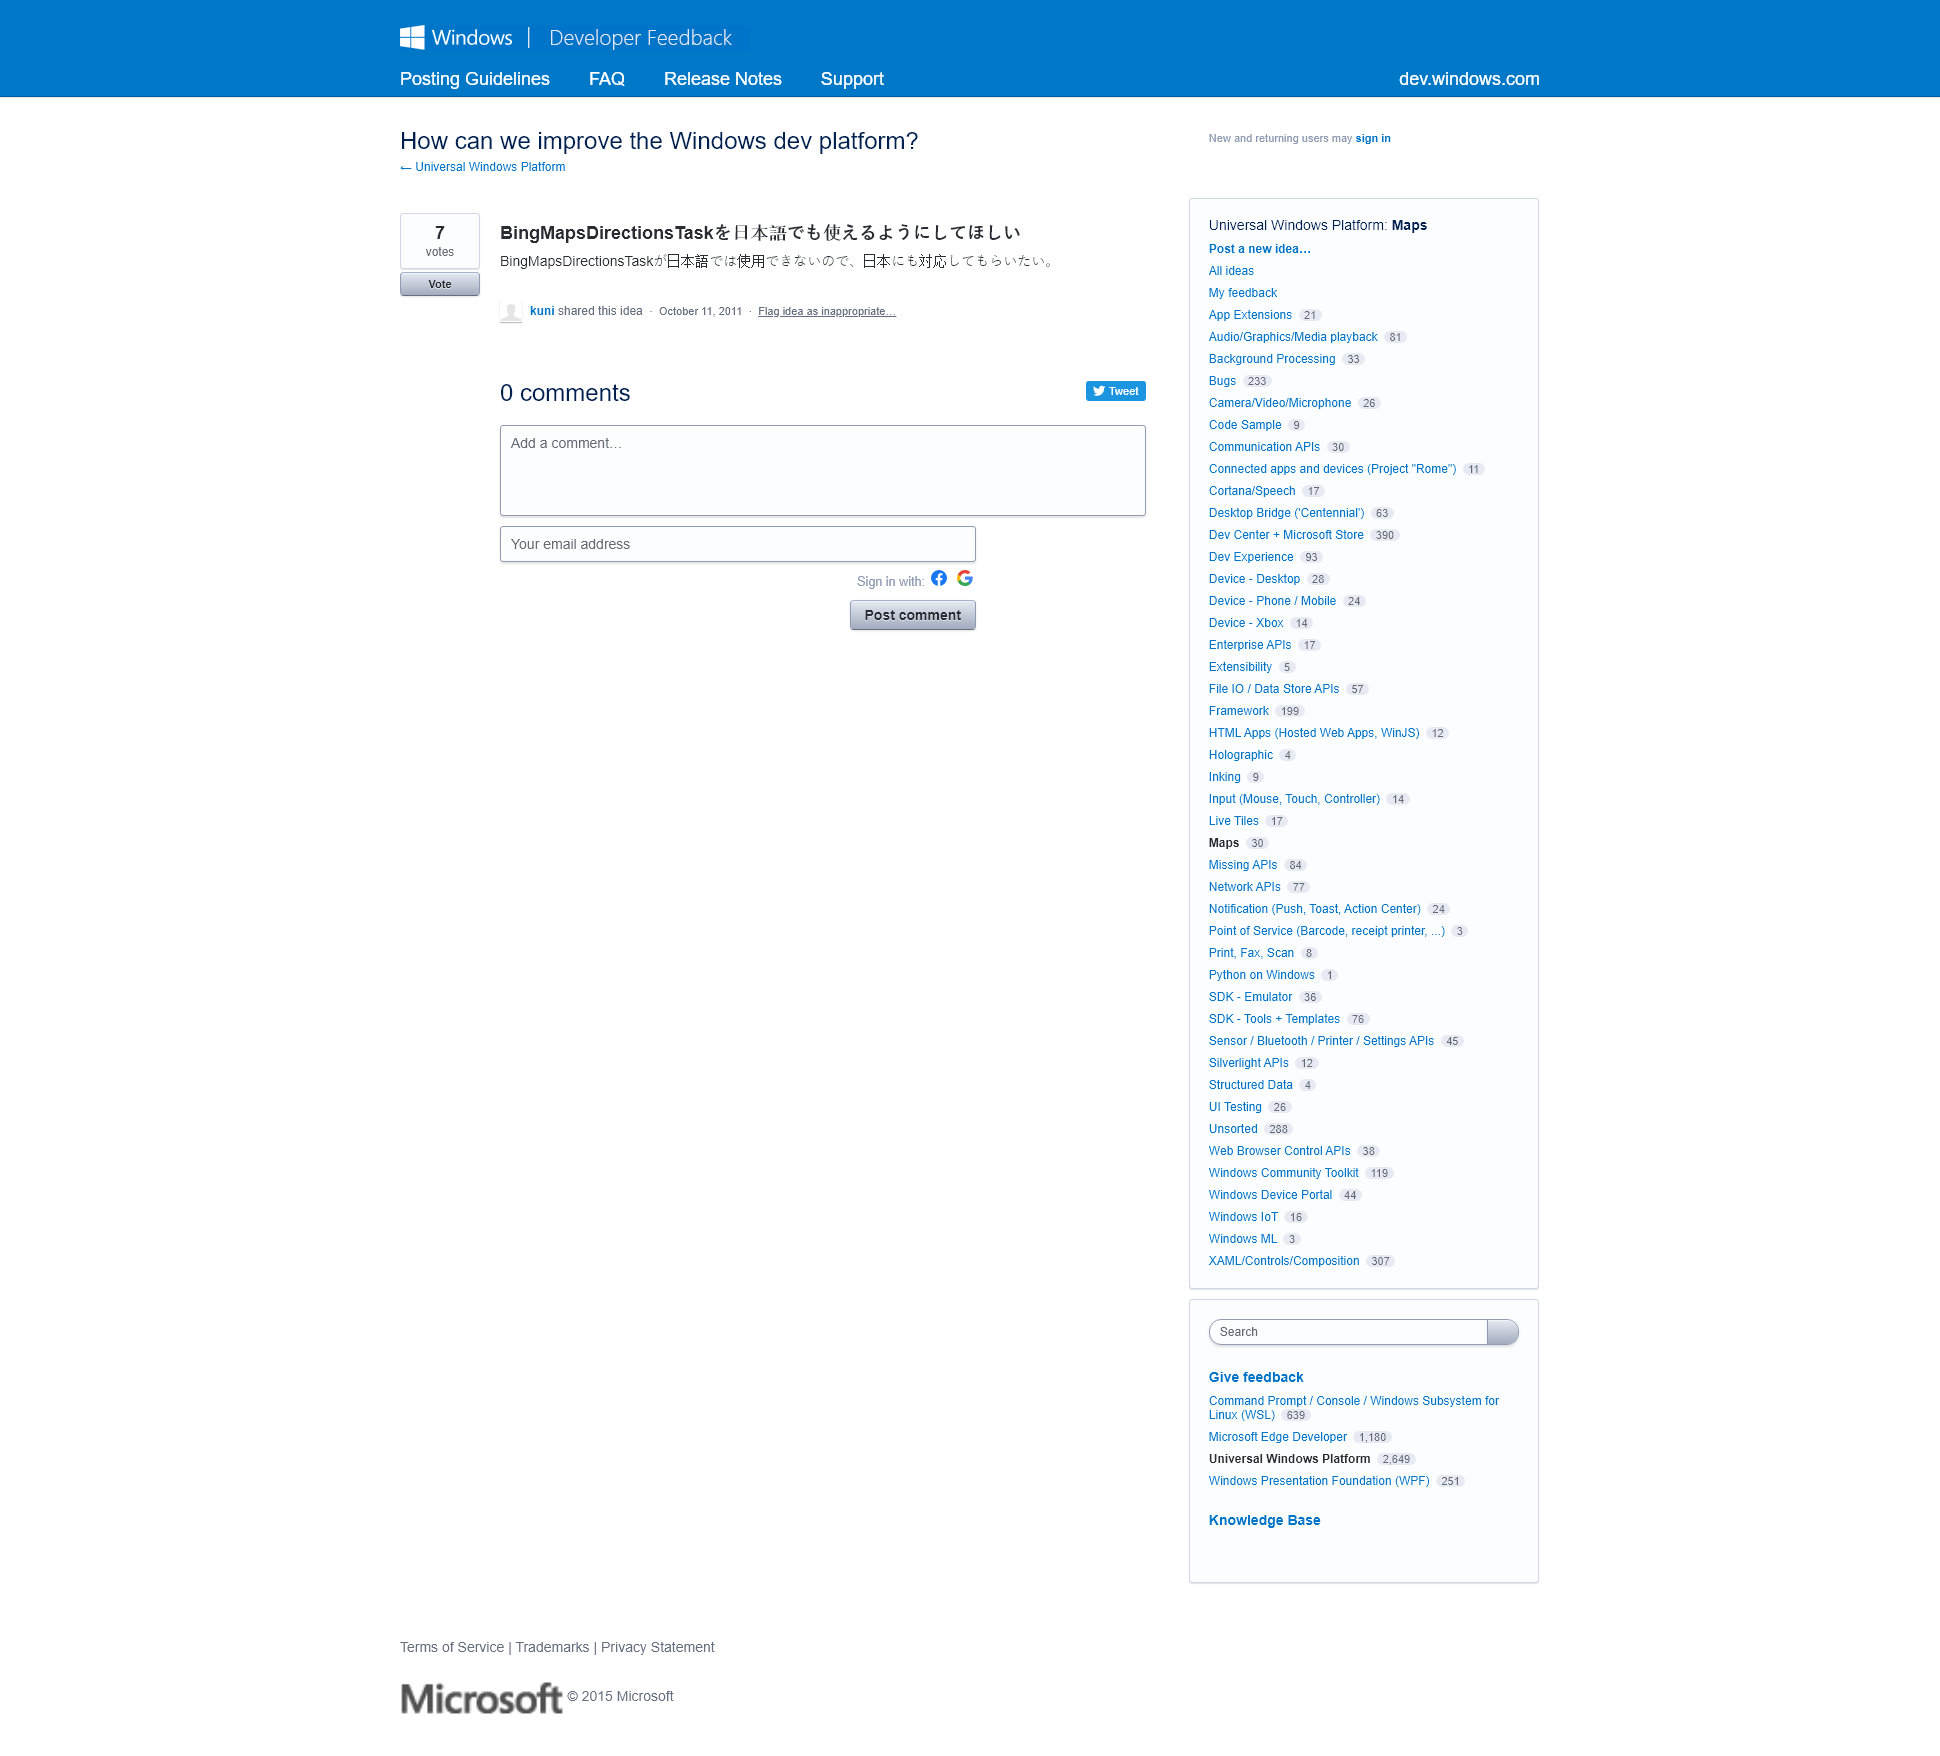 Windows | Developer Feedback
Posting Guidelines FAQ Release Notes Support dev.windows.com
How can we improve the Windows dev platform?
← Universal Windows Platform
New and returning users may sign in
7
votes
Vote
BingMapsDirectionsTaskを日本語でも使えるようにしてほしい
BingMapsDirectionsTaskが日本語では使用できないので、日本にも対応してもらいたい。
kuni shared this idea · October 11, 2011 · Flag idea as inappropriate…
0 comments
Tweet
Add a comment…
Your email address
Sign in with:
Post comment
Universal Windows Platform: Maps
Post a new idea…
All ideas
My feedback
App Extensions 21
Audio/Graphics/Media playback 81
Background Processing 33
Bugs 233
Camera/Video/Microphone 26
Code Sample 9
Communication APIs 30
Connected apps and devices (Project "Rome") 11
Cortana/Speech 17
Desktop Bridge ('Centennial') 63
Dev Center + Microsoft Store 390
Dev Experience 93
Device - Desktop 28
Device - Phone / Mobile 24
Device - Xbox 14
Enterprise APIs 17
Extensibility 5
File IO / Data Store APIs 57
Framework 199
HTML Apps (Hosted Web Apps, WinJS) 12
Holographic 4
Inking 9
Input (Mouse, Touch, Controller) 14
Live Tiles 17
Maps 30
Missing APIs 84
Network APIs 77
Notification (Push, Toast, Action Center) 24
Point of Service (Barcode, receipt printer, ...) 3
Print, Fax, Scan 8
Python on Windows 1
SDK - Emulator 36
SDK - Tools + Templates 76
Sensor / Bluetooth / Printer / Settings APIs 45
Silverlight APIs 12
Structured Data 4
UI Testing 26
Unsorted 288
Web Browser Control APIs 38
Windows Community Toolkit 119
Windows Device Portal 44
Windows IoT 16
Windows ML 3
XAML/Controls/Composition 307
Search
Give feedback
Command Prompt / Console / Windows Subsystem for
Linux (WSL) 639
Microsoft Edge Developer 1,180
Universal Windows Platform 2,649
Windows Presentation Foundation (WPF) 251
Knowledge Base
Terms of Service | Trademarks | Privacy Statement
Microsoft © 2015 Microsoft